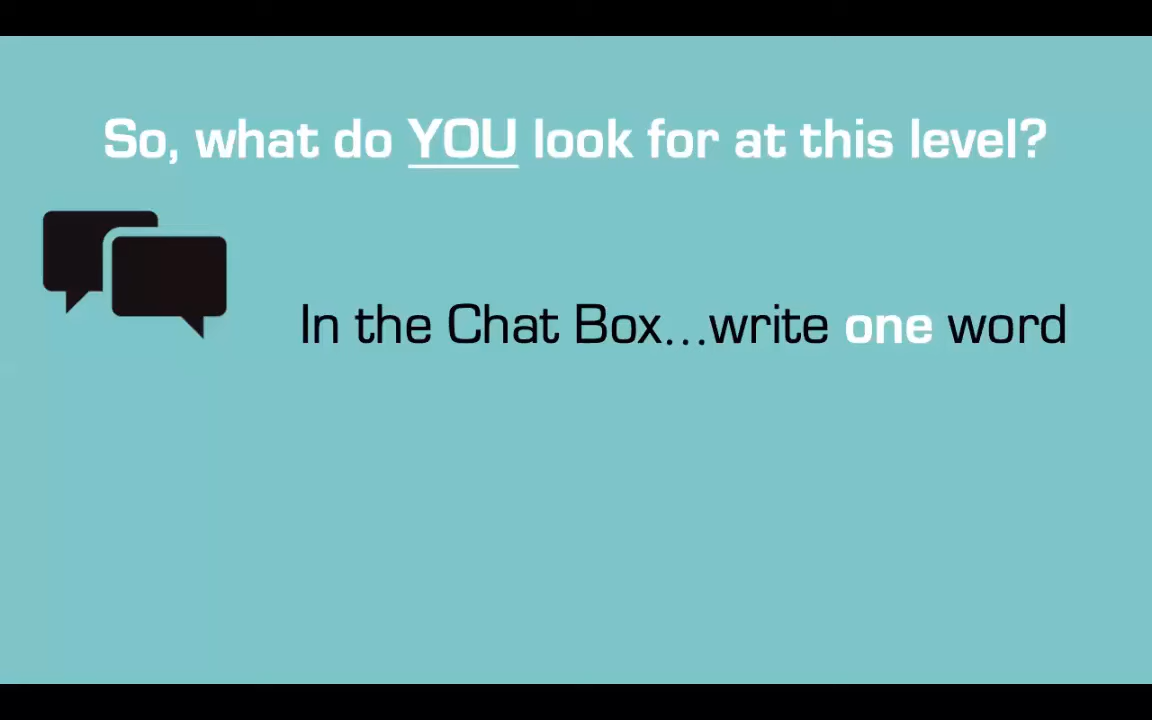 So, what do YOU look for at this level?
In the Chat Box...write one word